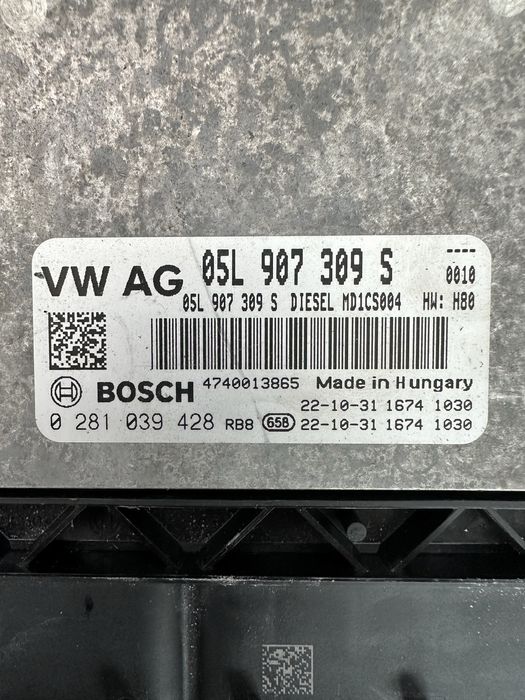 VW AG 05L 907 309 S ----
0010
05L 907 309 S DIESEL MD1CS004 HW: H80
BOSCH 4740013865 Made in Hungary
22-10-31 1674 1030
0 281 039 428 RB8 658 22-10-31 1674 1030